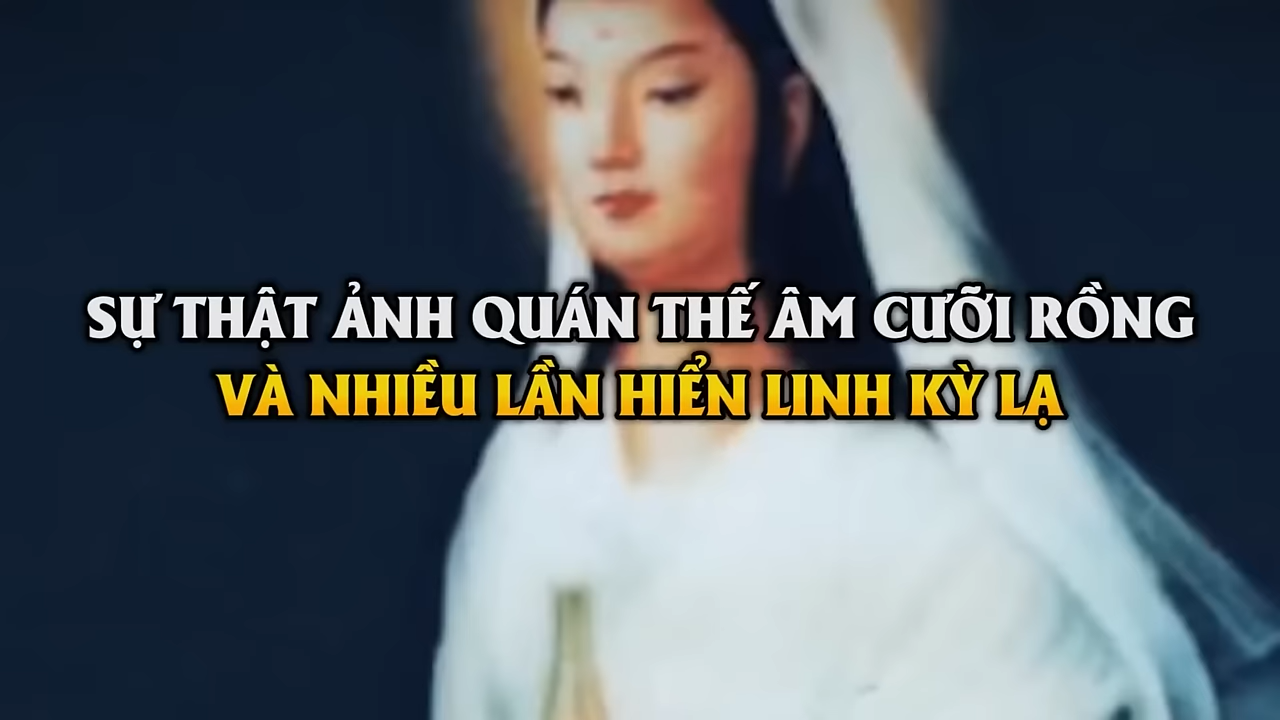 SỰ THẬT ẢNH QUÁN THẾ ÂM CƯỠI RỒNG
VÀ NHIỀU LẦN HIỂN LINH KỲ LẠ